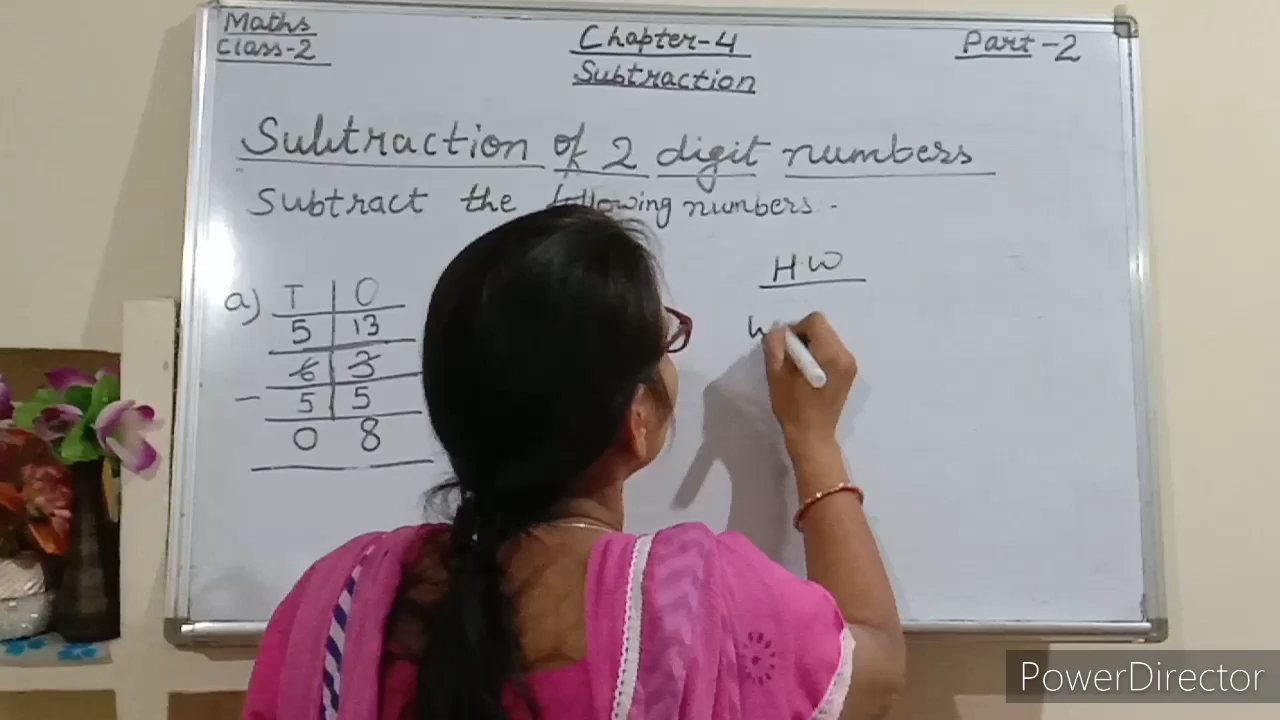 Maths
Class-2
Chapter-4
Subtraction
Part-2
Subtraction of 2 digit numbers
Subtract the following numbers.
a) T O
5 13
6 3
- 5 5
0 8
H.W
PowerDirector